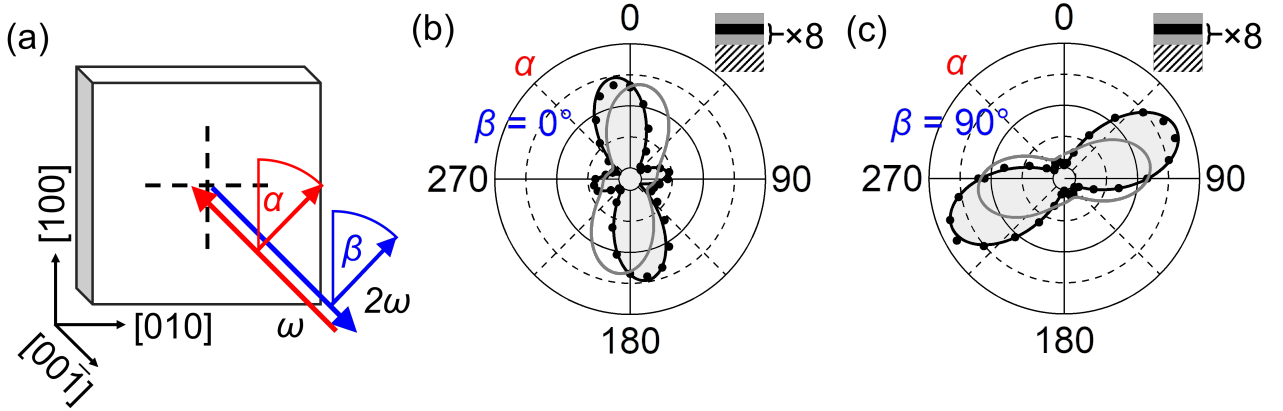 (a)
[100]
[010]
[001̄]
α
β
ω
2ω
(b)
0
×8
α
β = 0°
270
90
180
(c)
0
×8
α
β = 90°
270
90
180